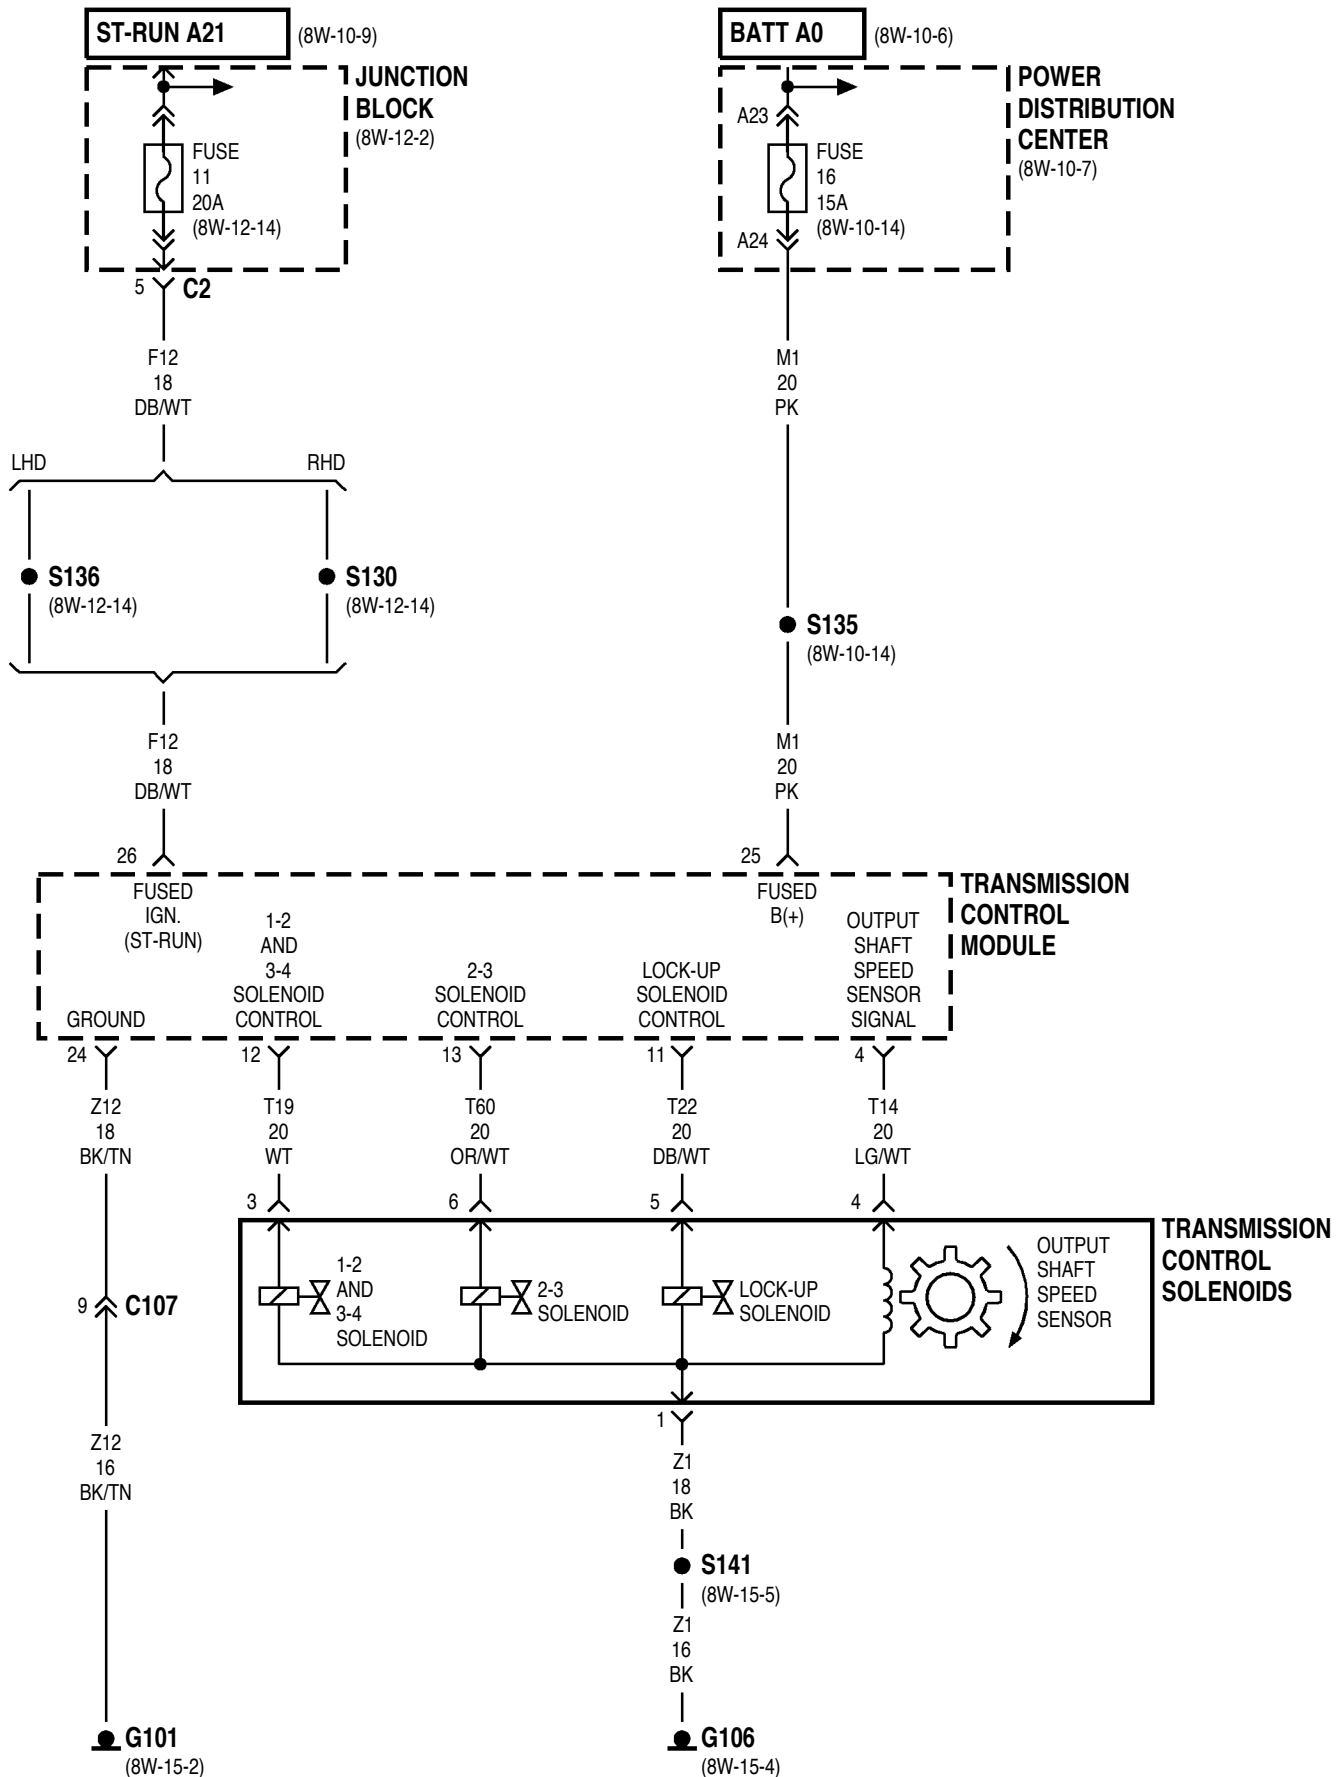 ST-RUN A21
(8W-10-9)
BATT A0
(8W-10-6)
JUNCTION
BLOCK
(8W-12-2)
FUSE
11
20A
(8W-12-14)
5
C2
POWER
DISTRIBUTION
CENTER
(8W-10-7)
A23
FUSE
16
15A
(8W-10-14)
A24
F12
18
DB/WT
M1
20
PK
LHD
RHD
S136
(8W-12-14)
S130
(8W-12-14)
S135
(8W-10-14)
F12
18
DB/WT
M1
20
PK
26
25
TRANSMISSION
CONTROL
MODULE
FUSED
IGN.
(ST-RUN)
FUSED
B(+)
GROUND
1-2
AND
3-4
SOLENOID
CONTROL
2-3
SOLENOID
CONTROL
LOCK-UP
SOLENOID
CONTROL
OUTPUT
SHAFT
SPEED
SENSOR
SIGNAL
24
12
13
11
4
Z12
18
BK/TN
T19
20
WT
T60
20
OR/WT
T22
20
DB/WT
T14
20
LG/WT
3
6
5
4
TRANSMISSION
CONTROL
SOLENOIDS
1-2
AND
3-4
SOLENOID
2-3
SOLENOID
LOCK-UP
SOLENOID
OUTPUT
SHAFT
SPEED
SENSOR
9
C107
1
Z12
16
BK/TN
Z1
18
BK
S141
(8W-15-5)
Z1
16
BK
G101
(8W-15-2)
G106
(8W-15-4)